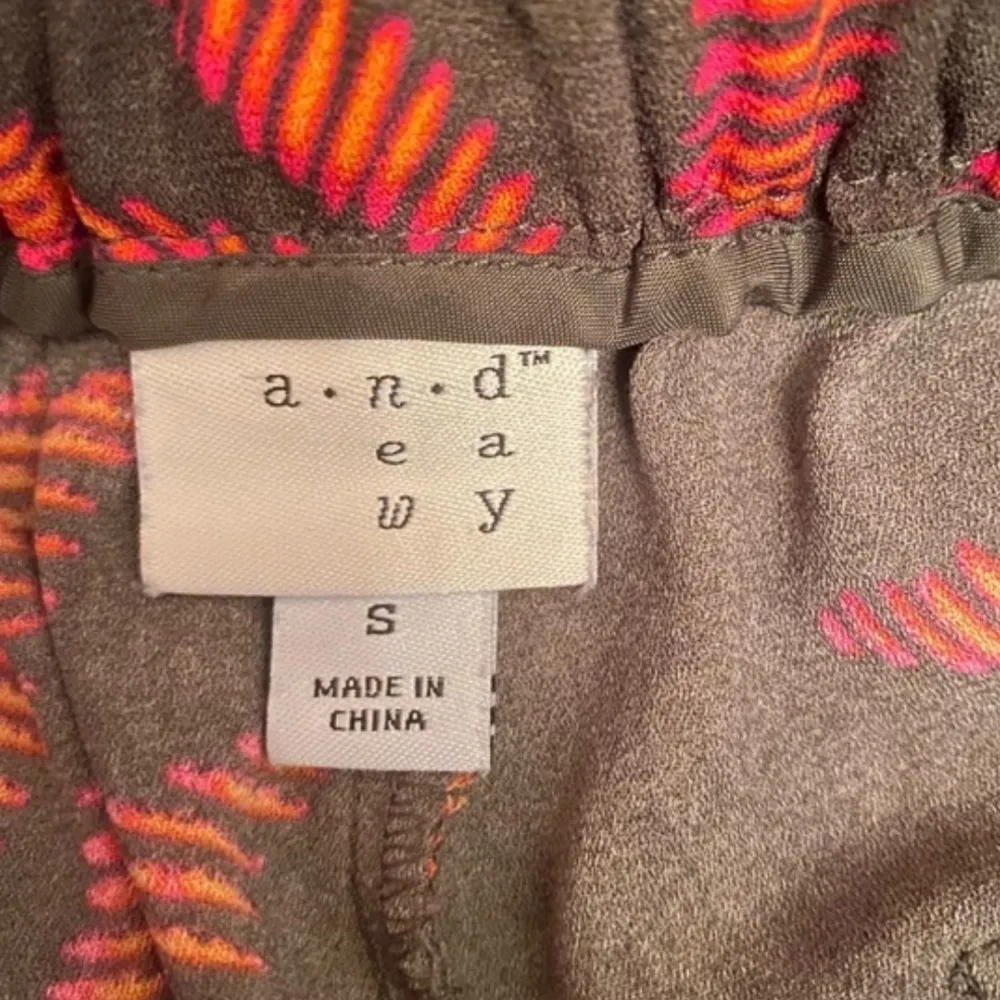 a · n · d™
e a
w y
S
MADE IN
CHINA